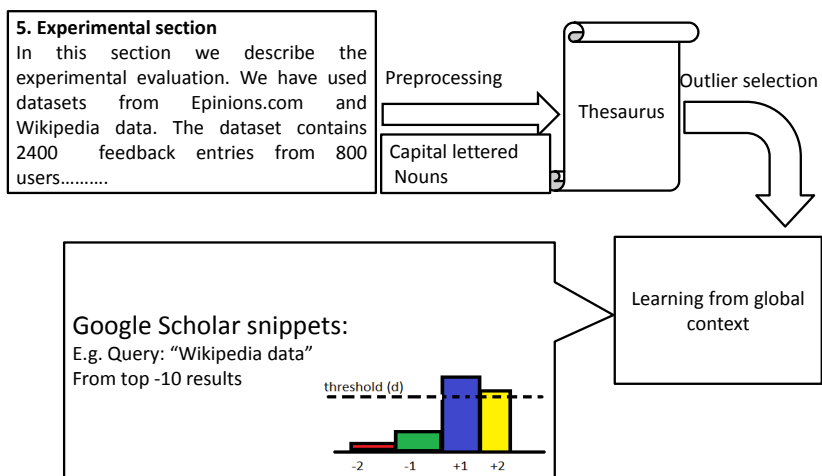 5. Experimental section
In this section we describe the
experimental evaluation. We have used
datasets from Epinions.com and
Wikipedia data. The dataset contains
2400 feedback entries from 800
users……….
Preprocessing
Capital lettered
Nouns
Thesaurus
Outlier selection
Learning from global
context
Google Scholar snippets:
E.g. Query: “Wikipedia data”
From top -10 results
threshold (d)
-2 -1 +1 +2